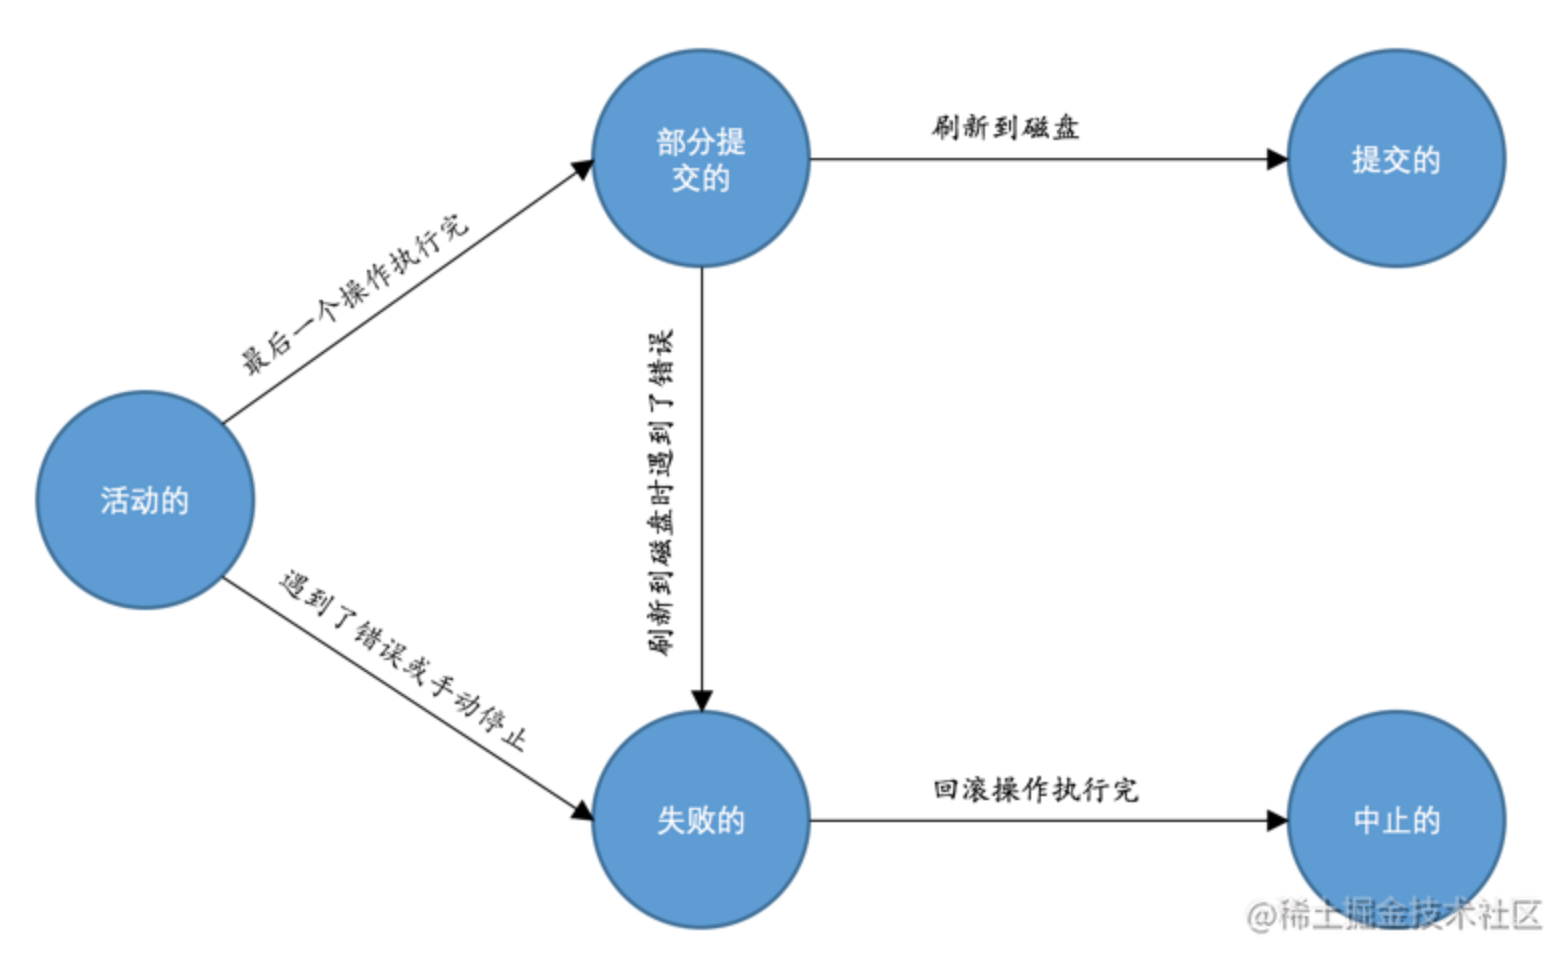 部分提
交的
刷新到磁盘
提交的
最后一个操作执行完
刷新到磁盘时遇到了错误
活动的
遇到了错误或手动停止
失败的
回滚操作执行完
中止的
@稀土掘金技术社区